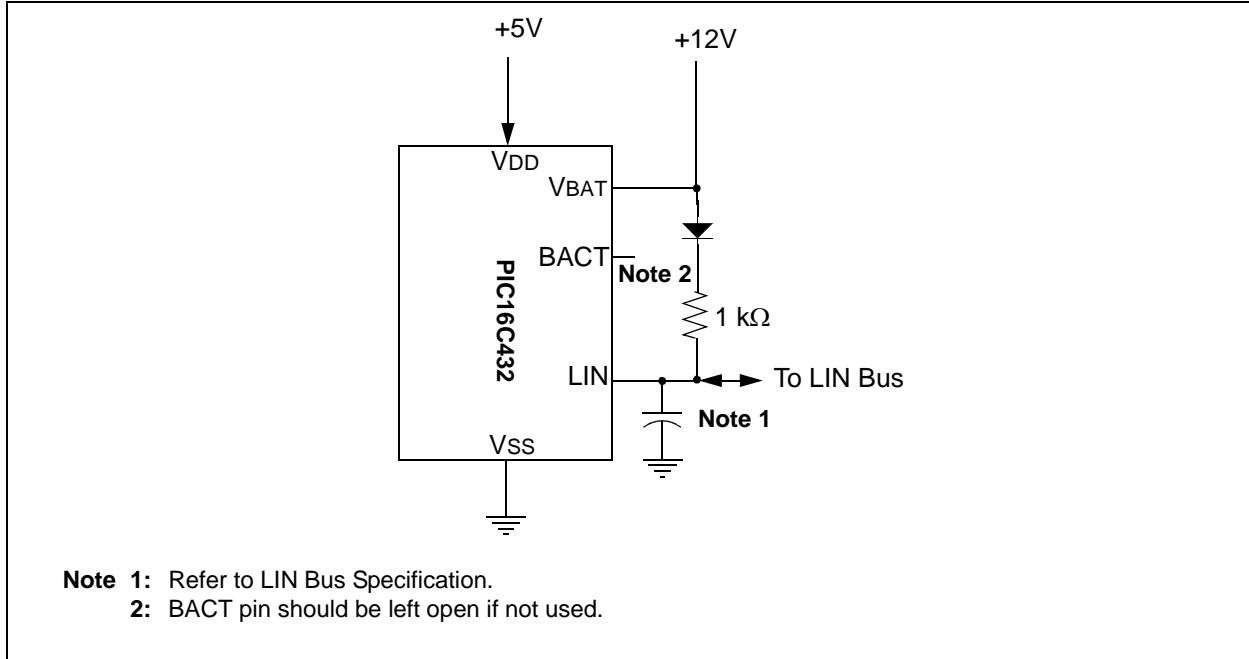 +5V
+12V
VDD
VBAT
BACT
Note 2
PIC16C432
1 kΩ
LIN
To LIN Bus
Note 1
VSS
Note 1: Refer to LIN Bus Specification.
2: BACT pin should be left open if not used.